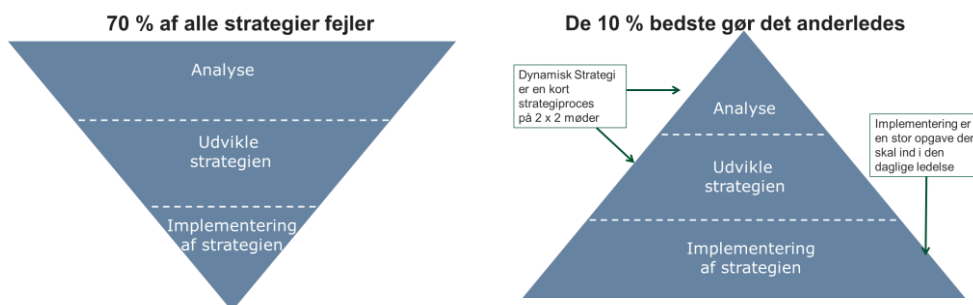 70 % af alle strategier fejler
Analyse
Udvikle
strategien
Implementering
af strategien
De 10 % bedste gør det anderledes
Dynamisk Strategi
er en kort
strategiproces
på 2 x 2 møder
Analyse
Udvikle
strategien
Implementering
af strategien
Implementering er
en stor opgave der
skal ind i den
daglige ledelse